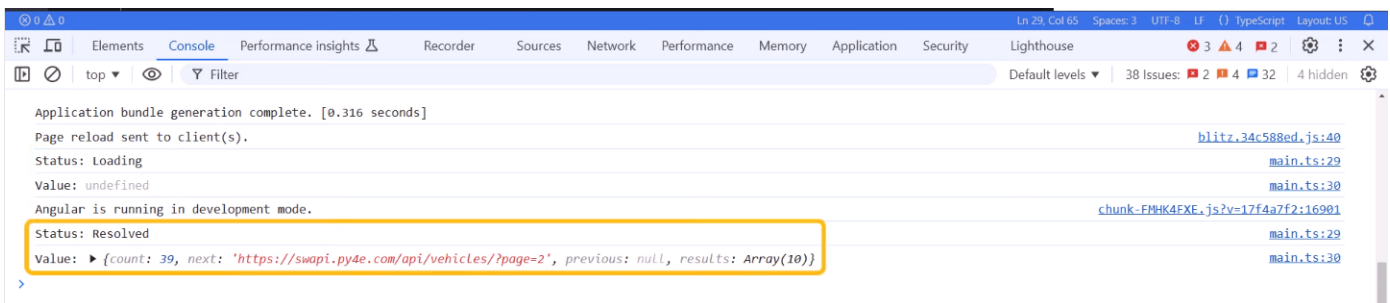 0 0 Ln 29, Col 65 Spaces: 3 UTF-8 LF {} TypeScript Layout: US
Elements Console Performance insights Recorder Sources Network Performance Memory Application Security Lighthouse 3 4 2
top ▼ Filter Default levels ▼ 38 Issues: 2 4 32 4 hidden
Application bundle generation complete. [0.316 seconds]
Page reload sent to client(s). blitz.34c588ed.js:40
Status: Loading main.ts:29
Value: undefined main.ts:30
Angular is running in development mode. chunk-FMHK4FXE.js?v=17f4a7f2:16901
Status: Resolved main.ts:29
Value: ▶ {count: 39, next: 'https://swapi.py4e.com/api/vehicles/?page=2', previous: null, results: Array(10)} main.ts:30
>